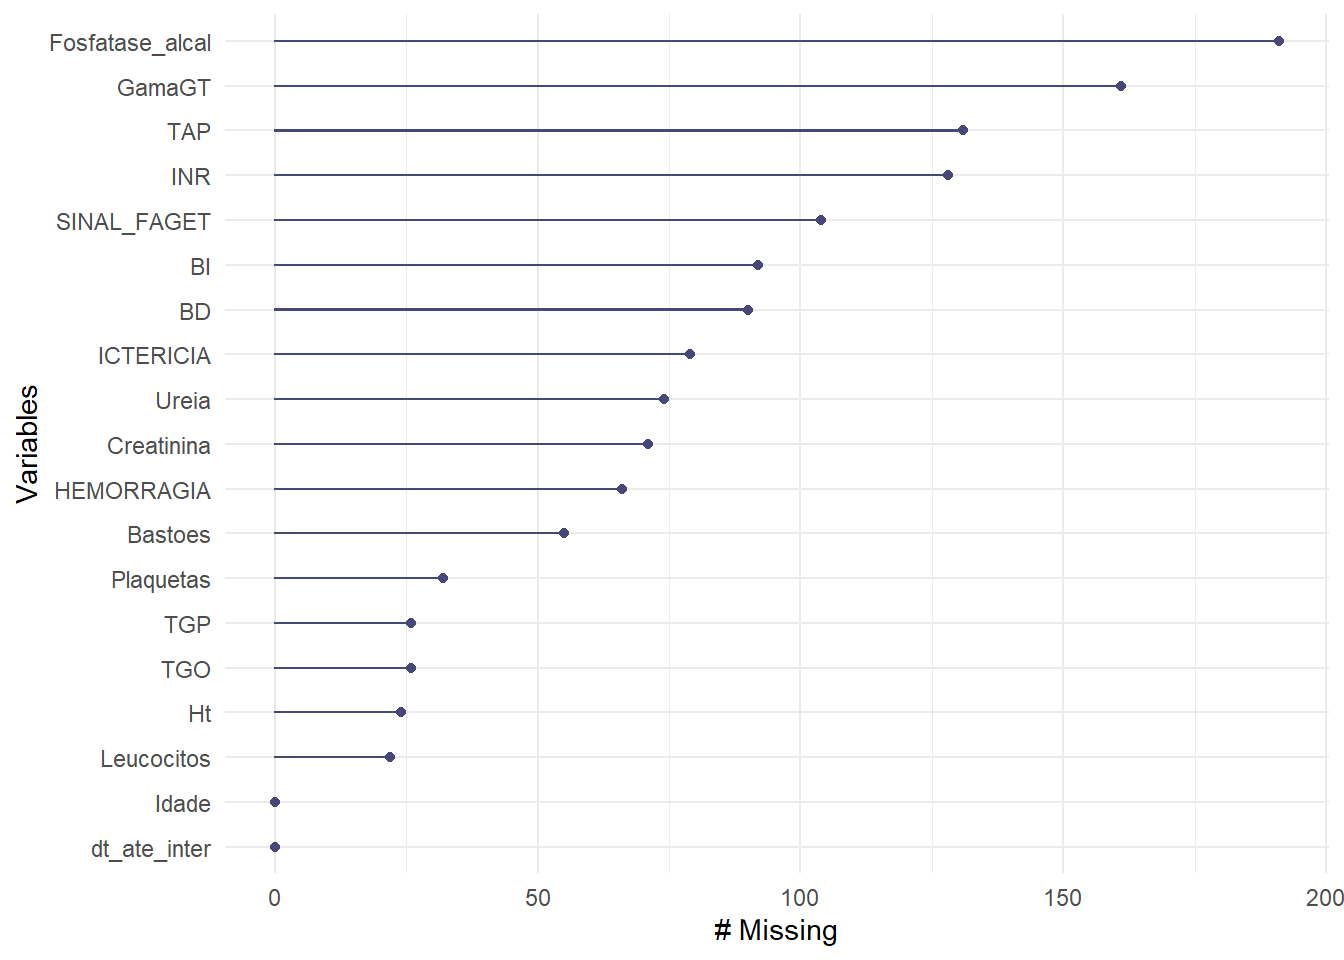 Fosfatase_alcal
GamaGT
TAP
INR
SINAL_FAGET
BI
BD
ICTERICIA
Ureia
Creatinina
HEMORRAGIA
Bastoes
Plaquetas
TGP
TGO
Ht
Leucocitos
Idade
dt_ate_inter
Variables
0 50 100 150 200
# Missing